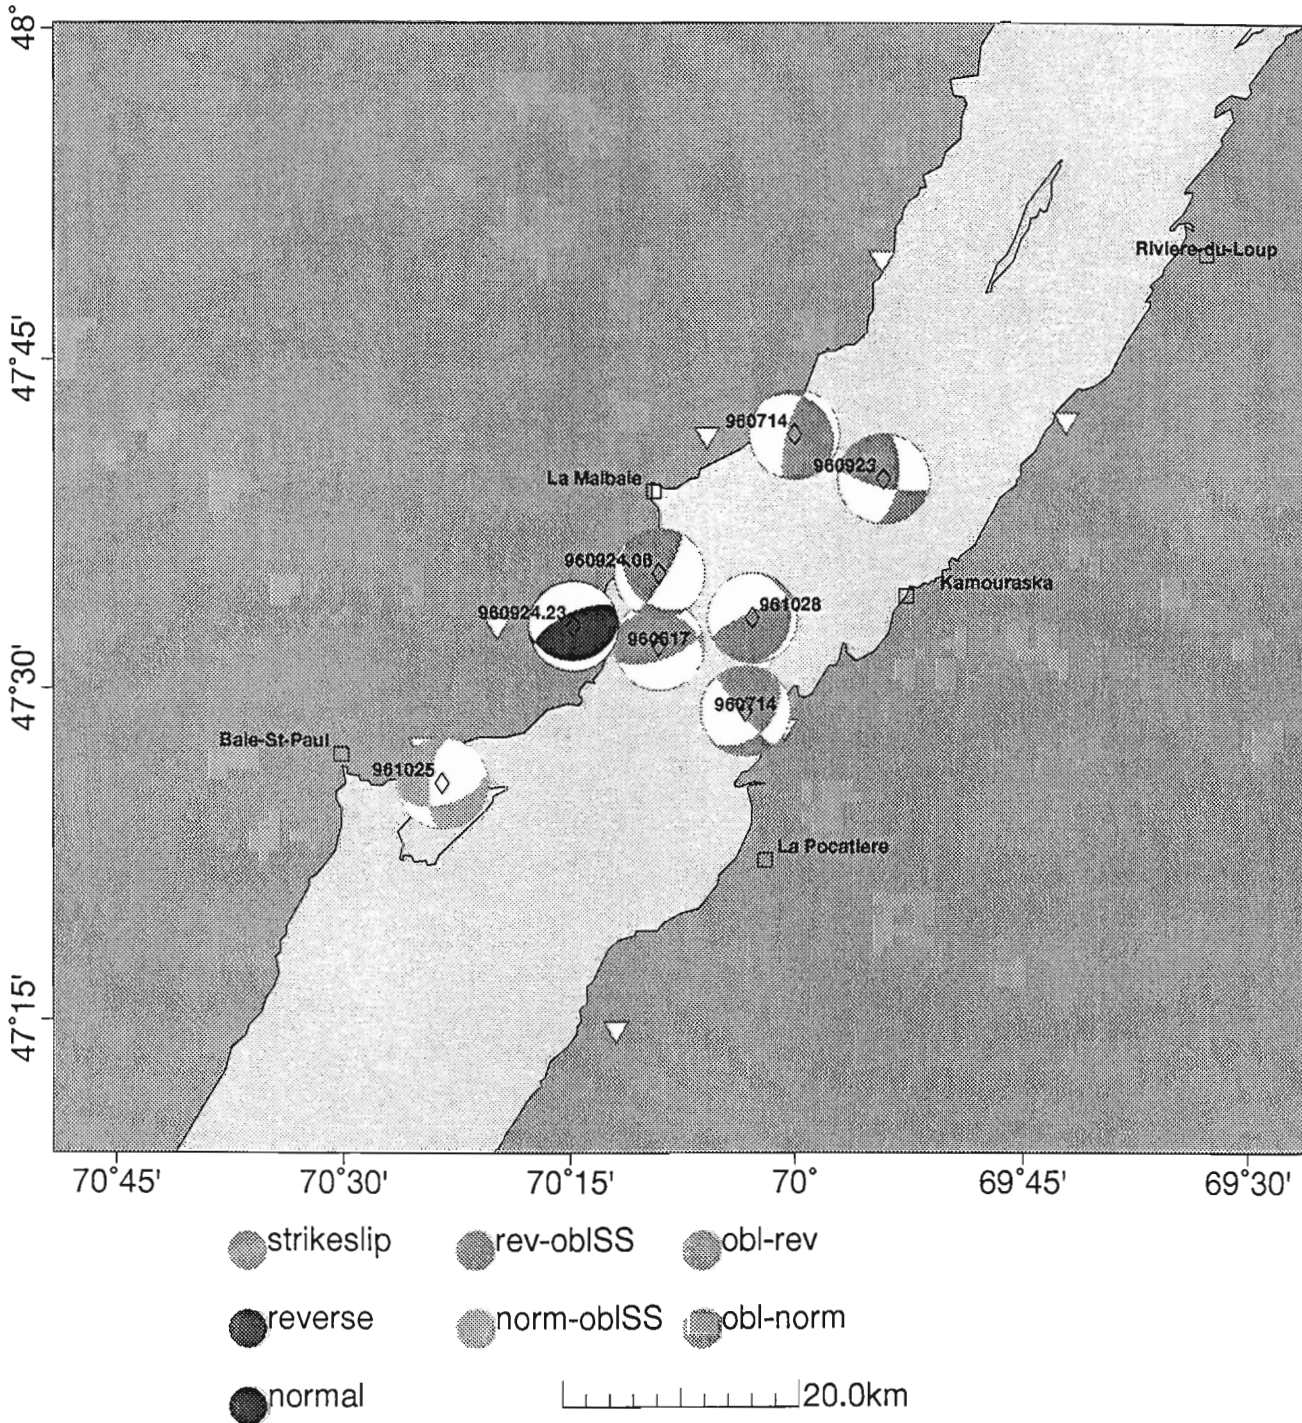 48°
Riviere-du-Loup
47°45'
960714
960923
La Malbaie
960924.06
Kamouraska
961028
960924.23
960617
47°30'
960714
Baie-St-Paul
961025
La Pocatiere
47°15'
70°45' 70°30' 70°15' 70° 69°45' 69°30'
strikeslip rev-oblSS obl-rev
reverse norm-oblSS obl-norm
normal 20.0km